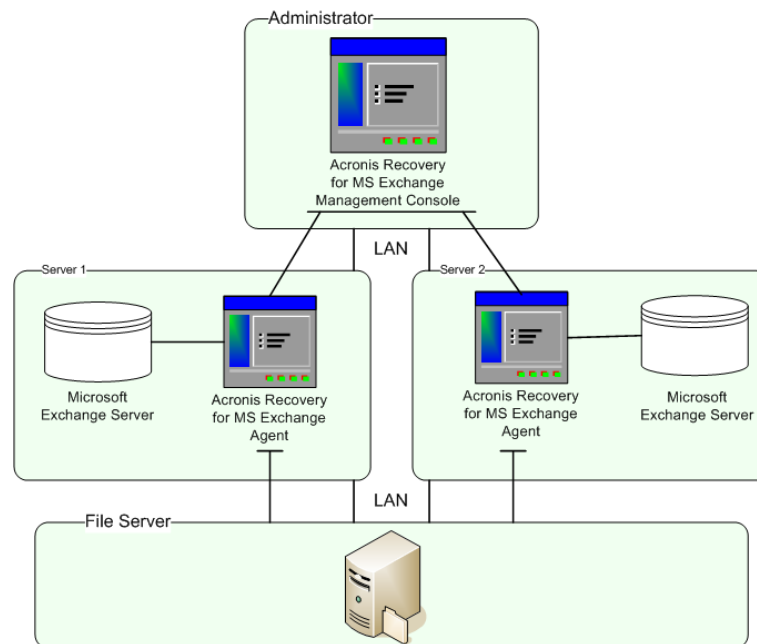 Administrator
Acronis Recovery
for MS Exchange
Management Console
LAN
Server 1
Server 2
Microsoft
Exchange Server
Acronis Recovery
for MS Exchange
Agent
Acronis Recovery
for MS Exchange
Agent
Microsoft
Exchange Server
LAN
File Server